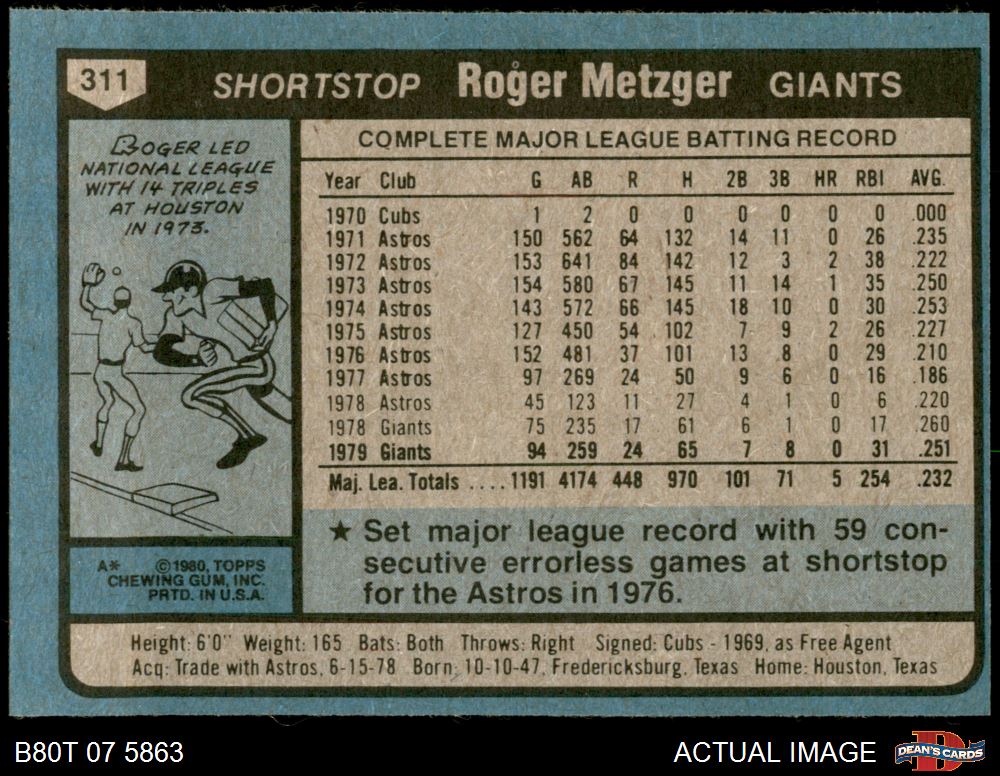 311 SHORTSTOP Roger Metzger GIANTS
ROGER LED
NATIONAL LEAGUE
WITH 14 TRIPLES
AT HOUSTON
IN 1973.
COMPLETE MAJOR LEAGUE BATTING RECORD
Year Club G AB R H 2B 3B HR RBI AVG.
1970 Cubs 1 2 0 0 0 0 0 0 .000
1971 Astros 150 562 64 132 14 11 0 26 .235
1972 Astros 153 641 84 142 12 3 2 38 .222
1973 Astros 154 580 67 145 11 14 1 35 .250
1974 Astros 143 572 66 145 18 10 0 30 .253
1975 Astros 127 450 54 102 7 9 2 26 .227
1976 Astros 152 481 37 101 13 8 0 29 .210
1977 Astros 97 269 24 50 9 6 0 16 .186
1978 Astros 45 123 11 27 4 1 0 6 .220
1978 Giants 75 235 17 61 6 1 0 17 .260
1979 Giants 94 259 24 65 7 8 0 31 .251
Maj. Lea. Totals .... 1191 4174 448 970 101 71 5 254 .232
★ Set major league record with 59 con-
secutive errorless games at shortstop
for the Astros in 1976.
A* ©1980, TOPPS
CHEWING GUM, INC.
PRTD. IN U.S.A.
Height: 6'0" Weight: 165 Bats: Both Throws: Right Signed: Cubs - 1969, as Free Agent
Acq: Trade with Astros, 6-15-78 Born: 10-10-47, Fredericksburg, Texas Home: Houston, Texas
B80T 07 5863 ACTUAL IMAGE DEAN'S CARDS